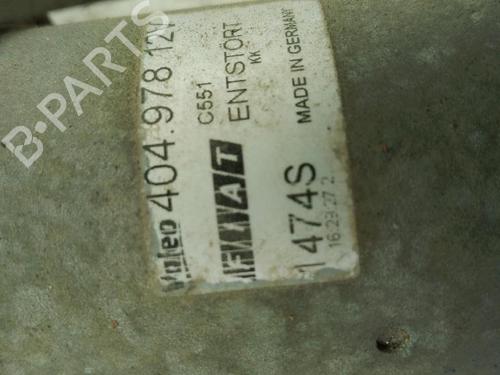 Valeo 404.978 12V
C551
FIAT ENTSTÖRT
KK
1474S MADE IN GERMANY
16 29 27 2
B-PARTS